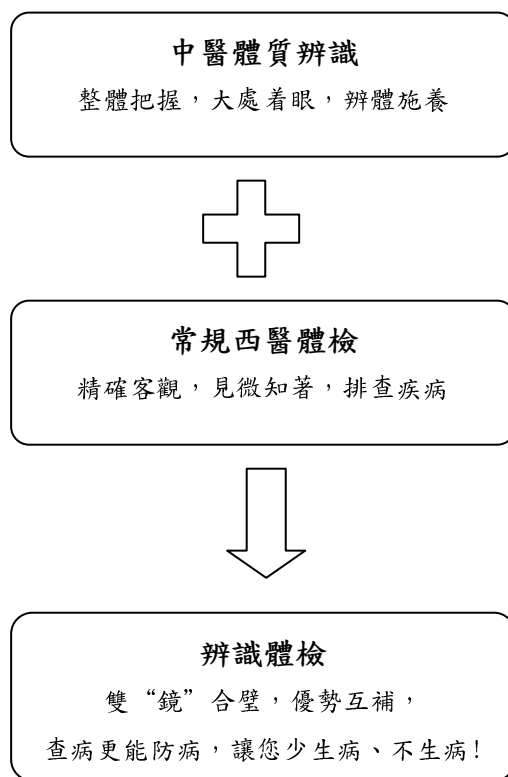 中醫體質辨識
整體把握，大處着眼，辨體施養
常規西醫體檢
精確客觀，見微知著，排查疾病
辨識體檢
雙“鏡”合璧，優勢互補，
查病更能防病，讓您少生病、不生病！